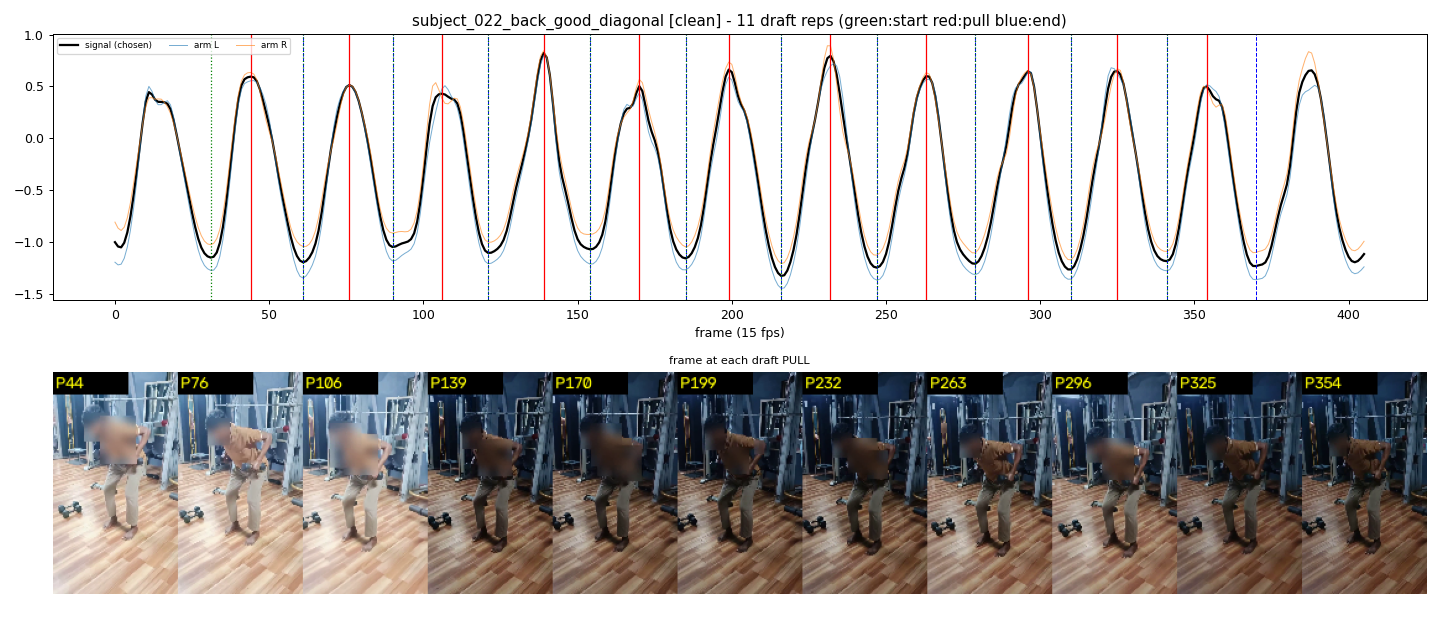 subject_022_back_good_diagonal [clean] - 11 draft reps (green:start red:pull blue:end)
signal (chosen) arm L arm R
1.0
0.5
0.0
−0.5
−1.0
−1.5
0 50 100 150 200 250 300 350 400
frame (15 fps)
frame at each draft PULL
P44 P76 P106 P139 P170 P199 P232 P263 P296 P325 P354